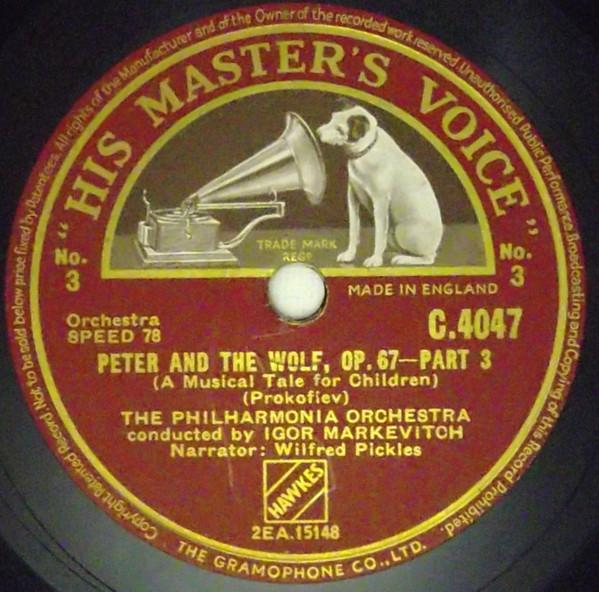 Copyright Patented Record. Not to be sold below price fixed by Patentees. All rights of the Manufacturer and of the Owner of the recorded work reserved. Unauthorised Public Performance Broadcasting and Copying of this Record Prohibited.
"HIS MASTER'S VOICE"
TRADE MARK
REGD
No. 3
No. 3
MADE IN ENGLAND
Orchestra
SPEED 78
C.4047
PETER AND THE WOLF, OP. 67—PART 3
(A Musical Tale for Children)
(Prokofiev)
THE PHILHARMONIA ORCHESTRA
conducted by IGOR MARKEVITCH
Narrator: Wilfred Pickles
HAWKES
2EA.15148
THE GRAMOPHONE CO., LTD.